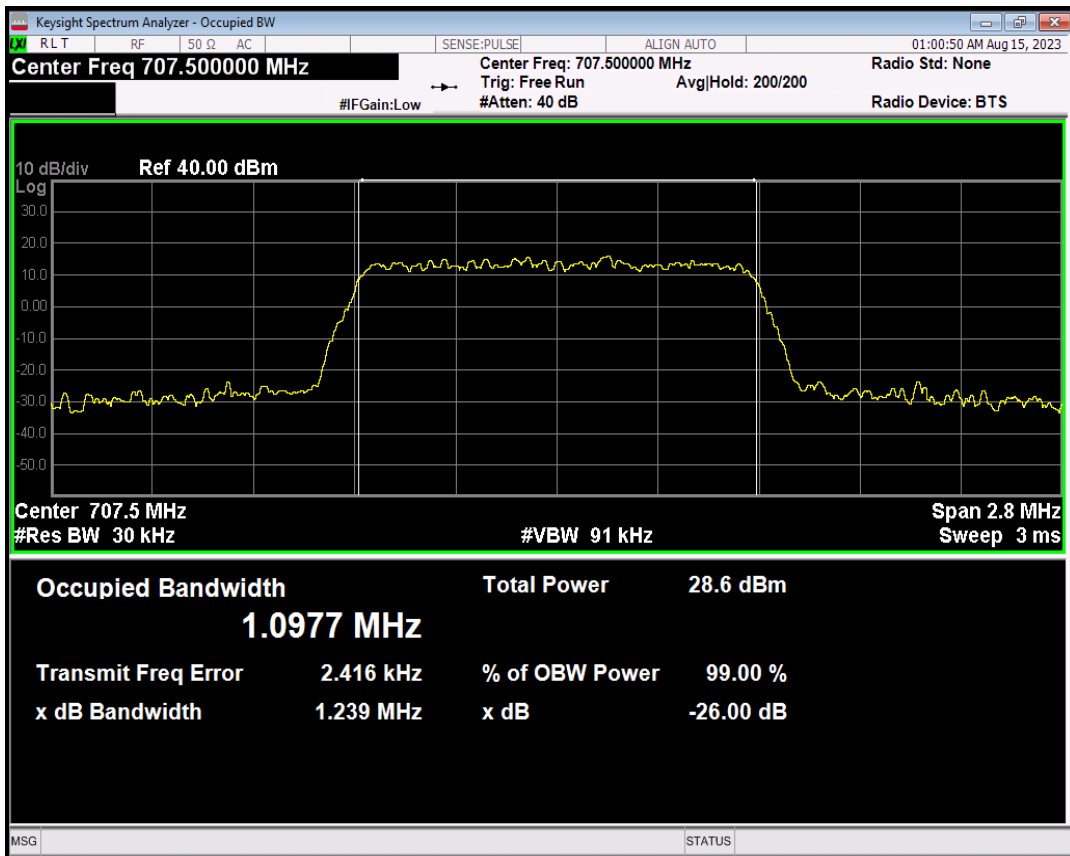 Keysight Spectrum Analyzer - Occupied BW
LXI RLT RF 50 Ω AC SENSE:PULSE ALIGN AUTO 01:00:50 AM Aug 15, 2023
Center Freq 707.500000 MHz Center Freq: 707.500000 MHz Radio Std: None
Trig: Free Run Avg|Hold: 200/200
#IFGain:Low #Atten: 40 dB Radio Device: BTS
10 dB/div Ref 40.00 dBm
Log
30.0
20.0
10.0
0.00
-10.0
-20.0
-30.0
-40.0
-50.0
Center 707.5 MHz Span 2.8 MHz
#Res BW 30 kHz #VBW 91 kHz Sweep 3 ms
Occupied Bandwidth Total Power 28.6 dBm
1.0977 MHz
Transmit Freq Error 2.416 kHz % of OBW Power 99.00 %
x dB Bandwidth 1.239 MHz x dB -26.00 dB
MSG STATUS